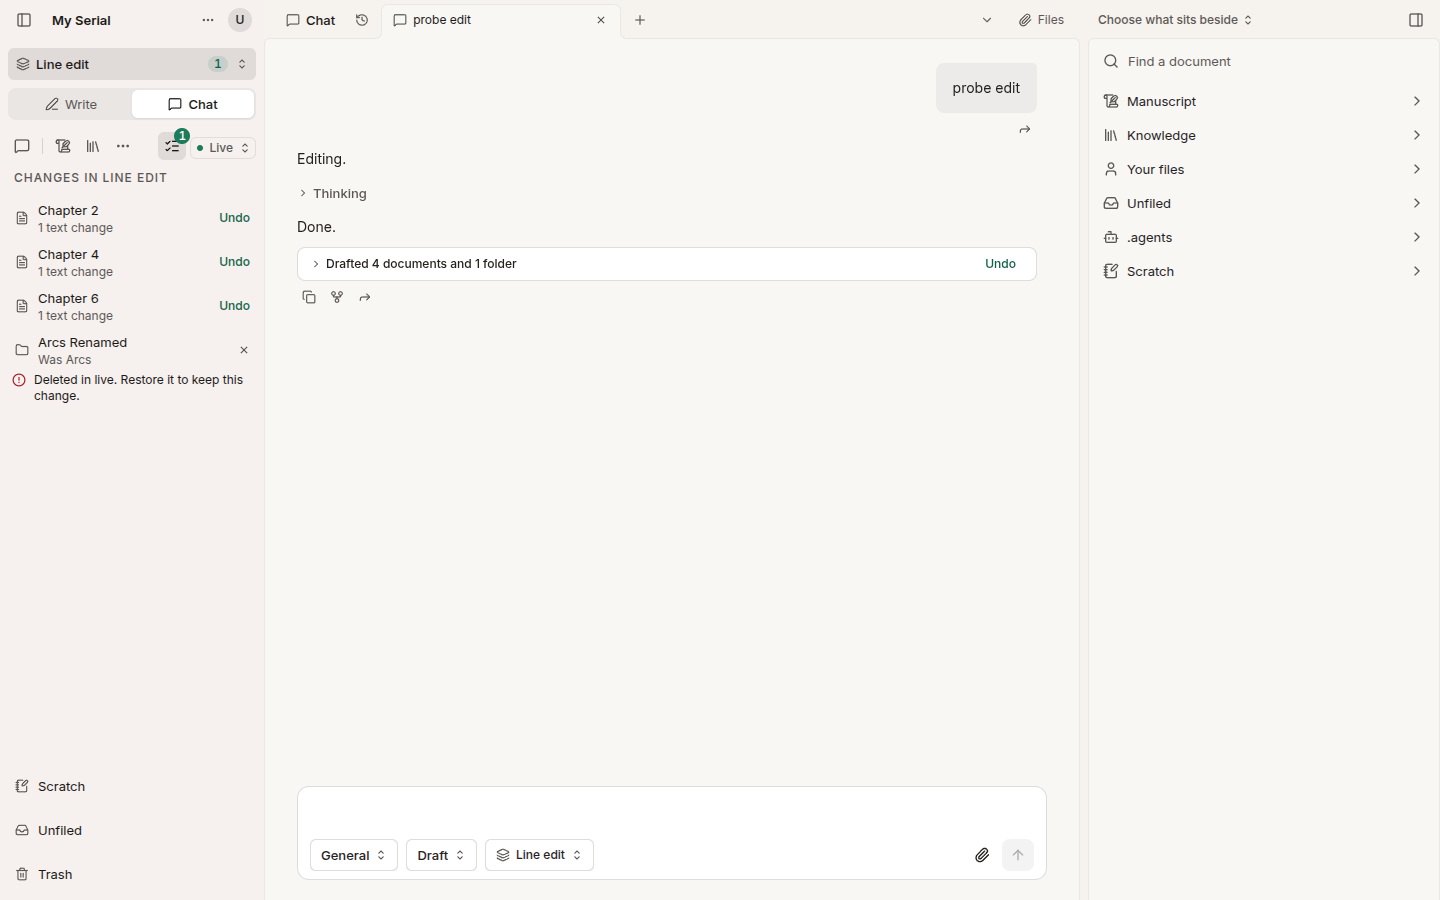 My Serial
U
Chat
probe edit
Files
Choose what sits beside
Line edit
1
Write
Chat
1
Live
CHANGES IN LINE EDIT
Chapter 2
1 text change
Undo
Chapter 4
1 text change
Undo
Chapter 6
1 text change
Undo
Arcs Renamed
Was Arcs
Deleted in live. Restore it to keep this
change.
Scratch
Unfiled
Trash
probe edit
Editing.
Thinking
Done.
Drafted 4 documents and 1 folder
Undo
General
Draft
Line edit
Find a document
Manuscript
Knowledge
Your files
Unfiled
.agents
Scratch